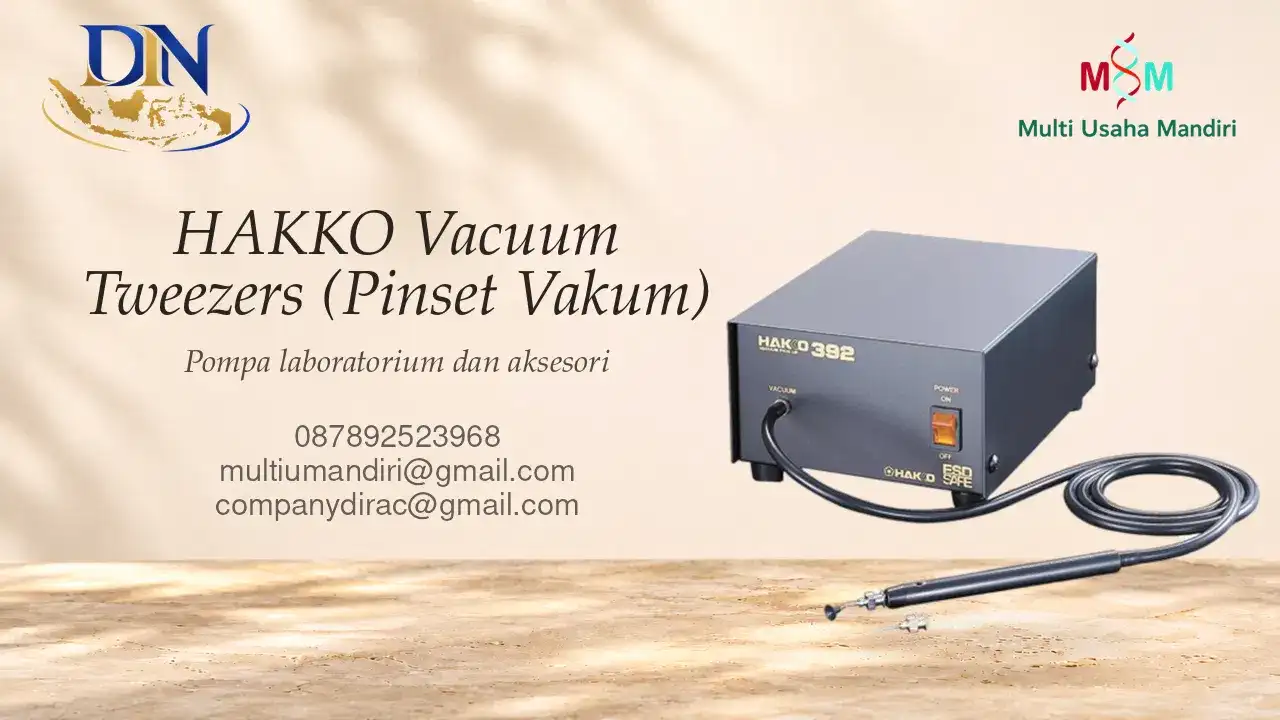 DIN
MSM
Multi Usaha Mandiri
HAKKO Vacuum
Tweezers (Pinset Vakum)
Pompa laboratorium dan aksesori
087892523968
multiumandiri@gmail.com
companydirac@gmail.com
HAKKO 392
VACUUM
POWER
ON
OFF
HAKKO
ESD
SAFE